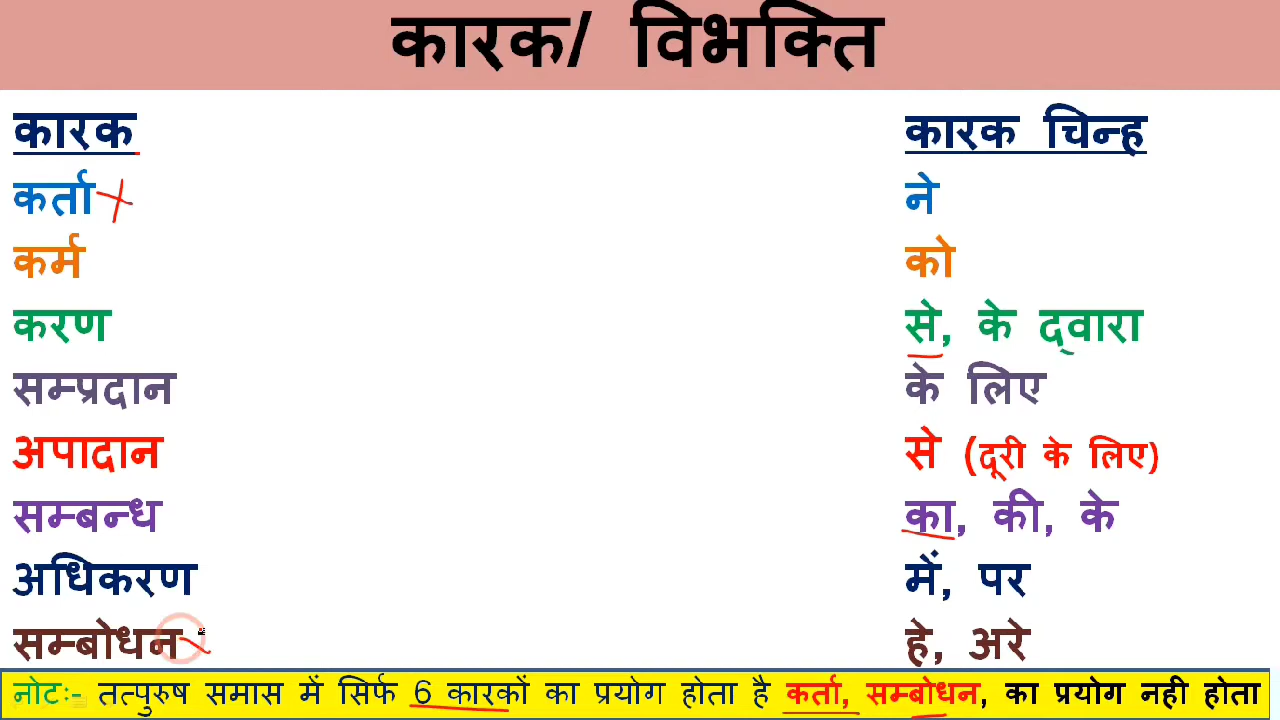 कारक/ विभक्ति
कारक कारक चिन्ह
कर्ता ने
कर्म को
करण से, के द्‌वारा
सम्प्रदान के लिए
अपादान से (दूरी के लिए)
सम्बन्ध का, की, के
अधिकरण में, पर
सम्बोधन हे, अरे
नोटः- तत्पुरुष समास में सिर्फ 6 कारकों का प्रयोग होता है कर्ता, सम्बोधन, का प्रयोग नही होता